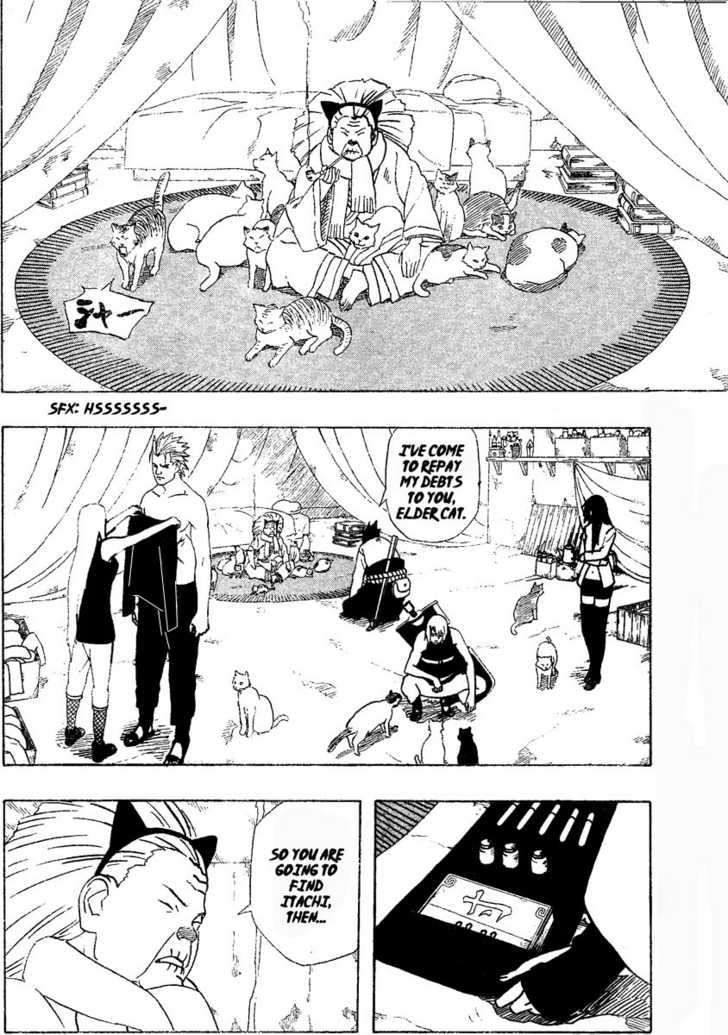 ジャー
SFX: HSSSSSSS-
I'VE COME
TO REPAY
MY DEBTS
TO YOU,
ELDER CAT.
SO YOU ARE
GOING TO
FIND
ITACHI,
THEN...